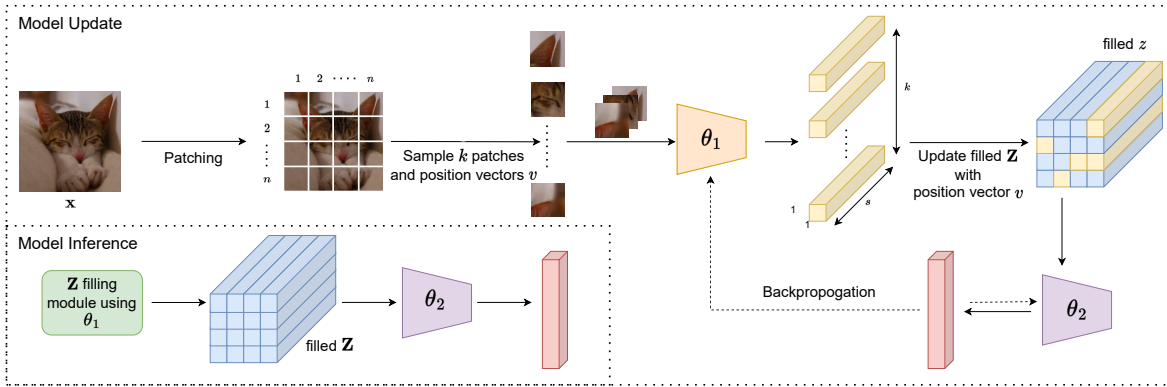 Model Update
x
Patching
1 2 ···· n
1
2
n
Sample k patches
and position vectors v
θ₁
k
s
1
1
Update filled Z
with
position vector v
filled z
θ₂
Backpropogation
Model Inference
Z filling
module using
θ₁
filled Z
θ₂